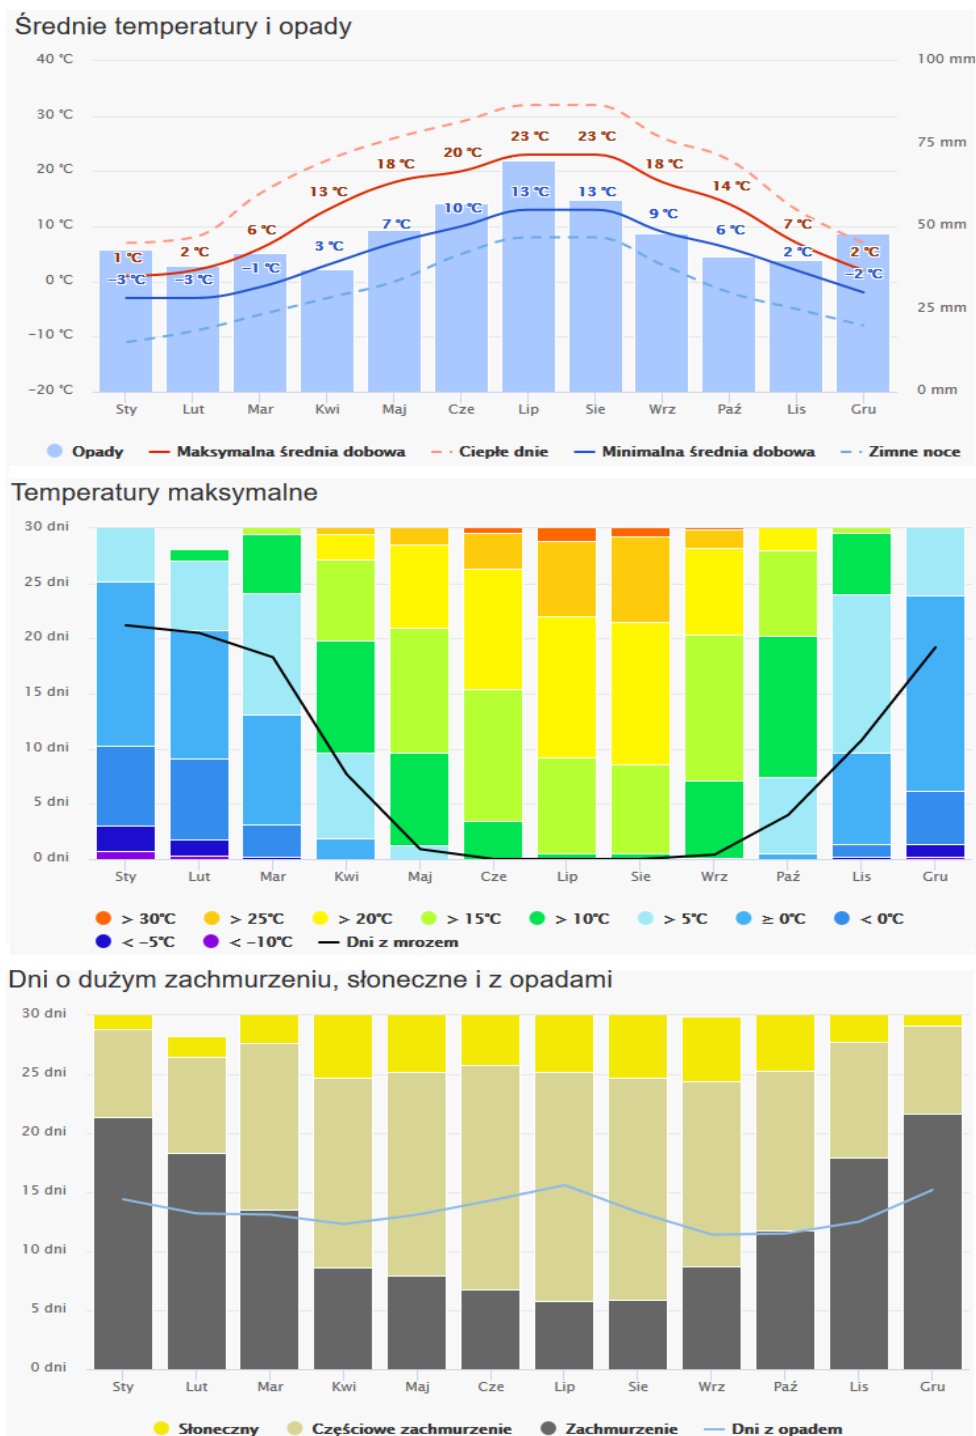 Średnie temperatury i opady
40 °C
100 mm
30 °C
23 °C 23 °C
75 mm
20 °C
18 °C 20 °C 18 °C
13 °C 13 °C 13 °C 14 °C
10 °C
10 °C 9 °C
50 mm
6 °C 7 °C 6 °C 7 °C
1 °C 2 °C 3 °C 2 °C 2 °C
0 °C
−3 °C −3 °C −1 °C −2 °C
25 mm
−10 °C
−20 °C
0 mm
Sty Lut Mar Kwi Maj Cze Lip Sie Wrz Paź Lis Gru
Opady Maksymalna średnia dobowa Ciepłe dnie Minimalna średnia dobowa Zimne noce
Temperatury maksymalne
30 dni
25 dni
20 dni
15 dni
10 dni
5 dni
0 dni
Sty Lut Mar Kwi Maj Cze Lip Sie Wrz Paź Lis Gru
> 30°C > 25°C > 20°C > 15°C > 10°C > 5°C ≥ 0°C < 0°C
< −5°C < −10°C Dni z mrozem
Dni o dużym zachmurzeniu, słoneczne i z opadami
30 dni
25 dni
20 dni
15 dni
10 dni
5 dni
0 dni
Sty Lut Mar Kwi Maj Cze Lip Sie Wrz Paź Lis Gru
Słoneczny Częściowe zachmurzenie Zachmurzenie Dni z opadem